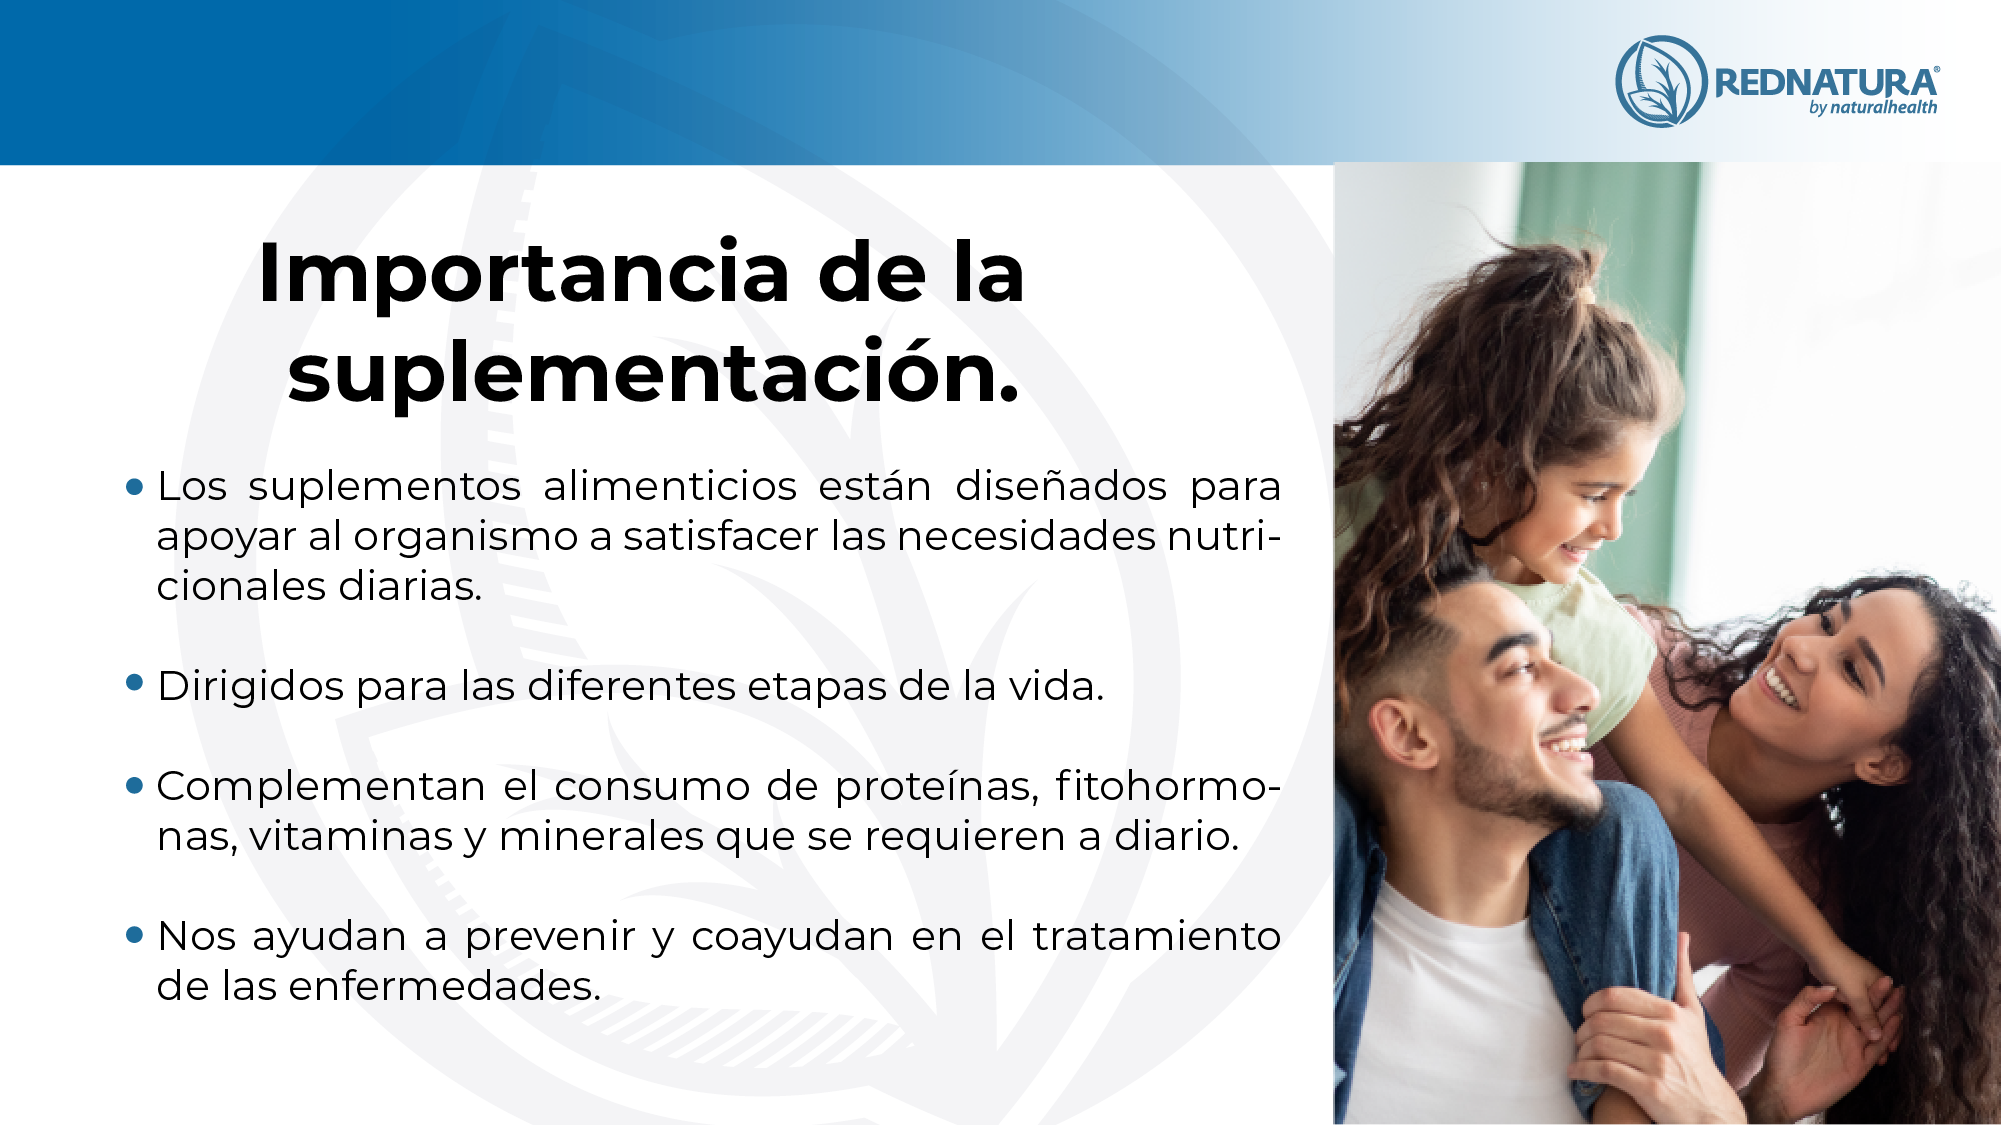 REDNATURA®
by naturalhealth
Importancia de la
suplementación.
• Los suplementos alimenticios están diseñados para
apoyar al organismo a satisfacer las necesidades nutri-
cionales diarias.
• Dirigidos para las diferentes etapas de la vida.
• Complementan el consumo de proteínas, fitohormo-
nas, vitaminas y minerales que se requieren a diario.
• Nos ayudan a prevenir y coayudan en el tratamiento
de las enfermedades.